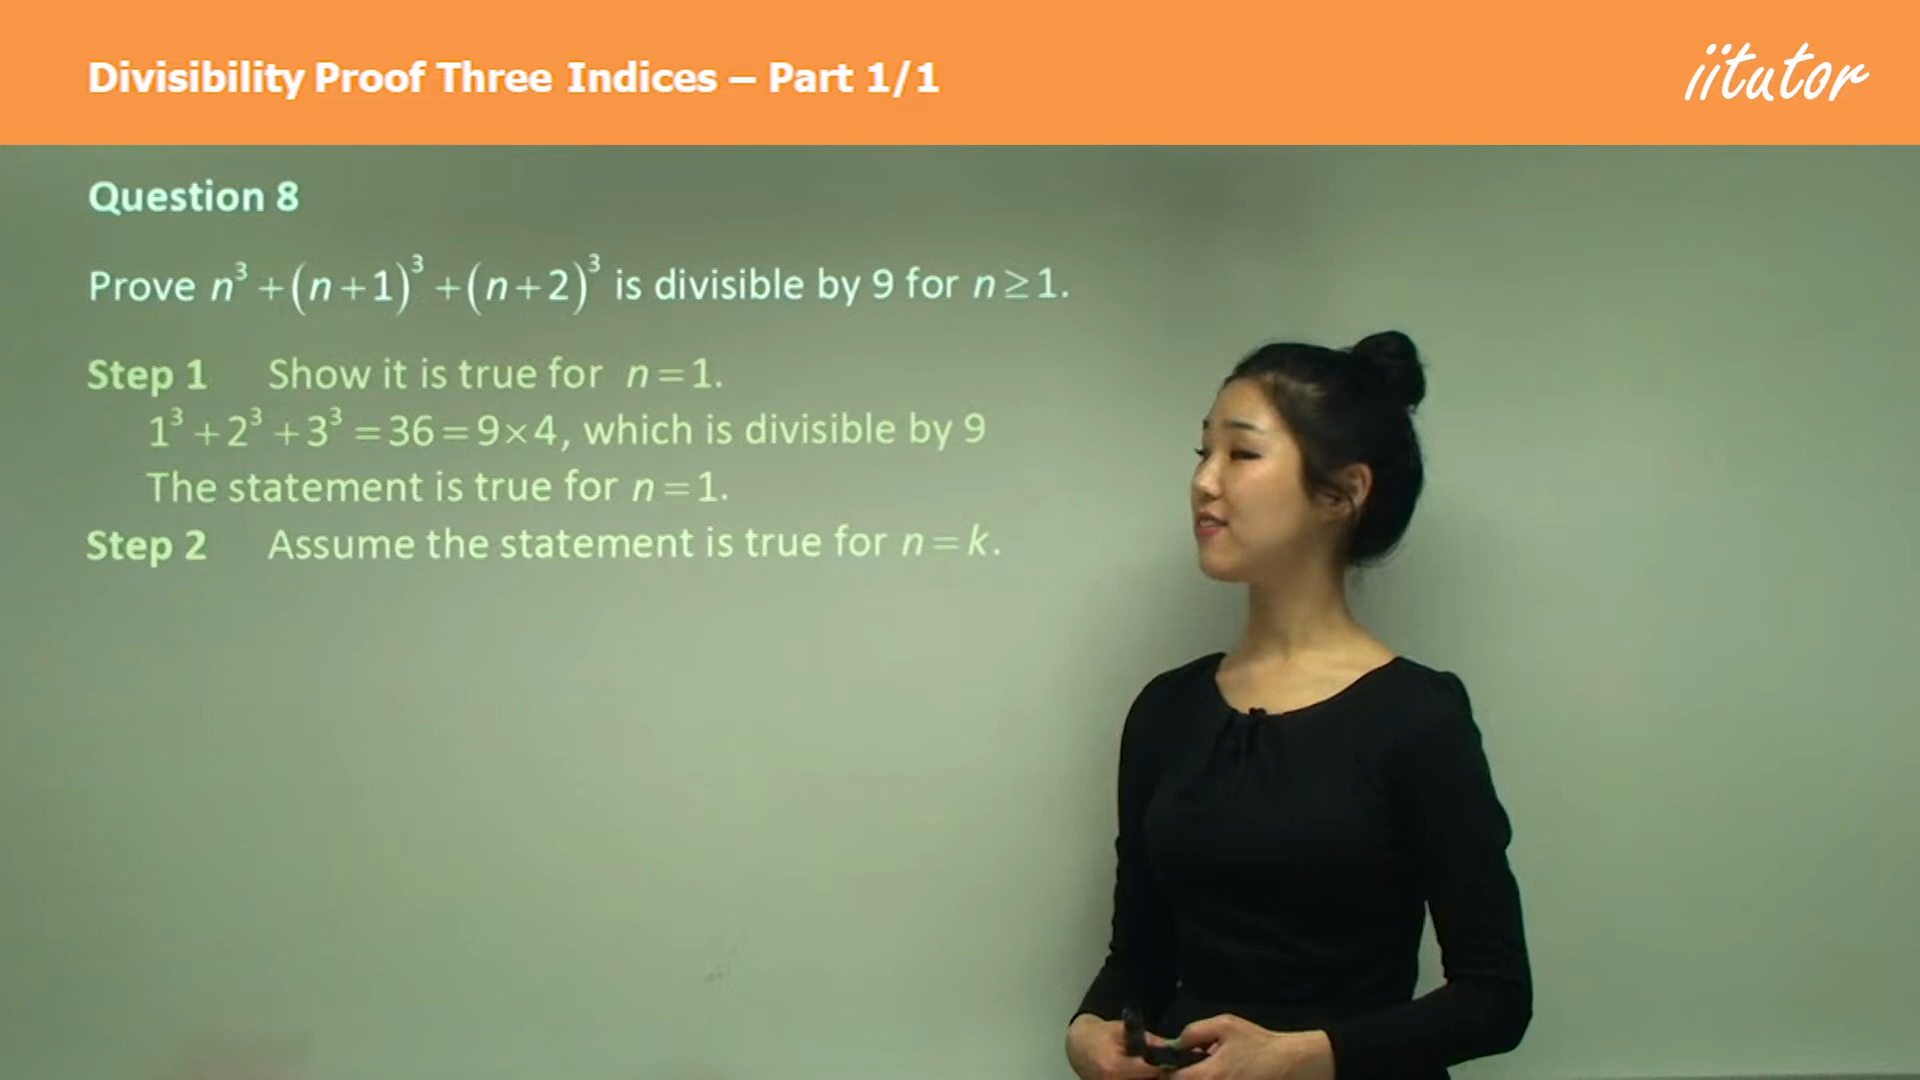 Divisibility Proof Three Indices – Part 1/1
iitutor
Question 8
Prove n³ + (n+1)³ + (n+2)³ is divisible by 9 for n ≥ 1.
Step 1 Show it is true for n = 1.
1³ + 2³ + 3³ = 36 = 9 × 4, which is divisible by 9
The statement is true for n = 1.
Step 2 Assume the statement is true for n = k.